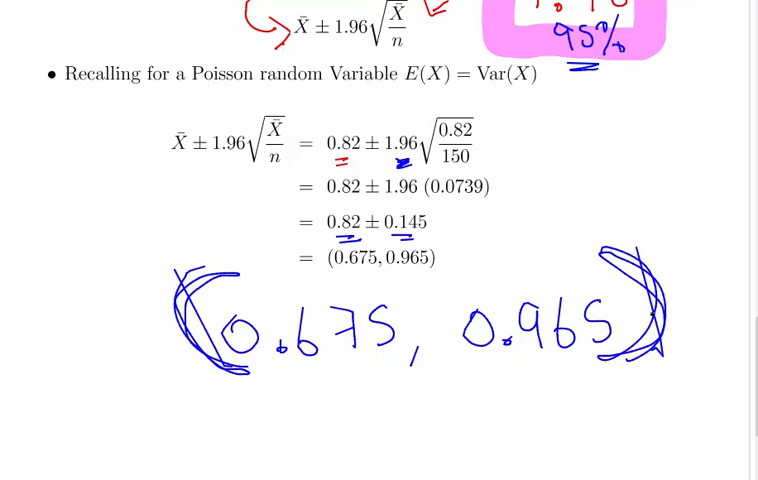 X̄ ± 1.96√(X̄/n)
95%
• Recalling for a Poisson random Variable E(X) = Var(X)
X̄ ± 1.96√(X̄/n) = 0.82 ± 1.96√(0.82/150)
= 0.82 ± 1.96 (0.0739)
= 0.82 ± 0.145
= (0.675, 0.965)
(0.675, 0.965)